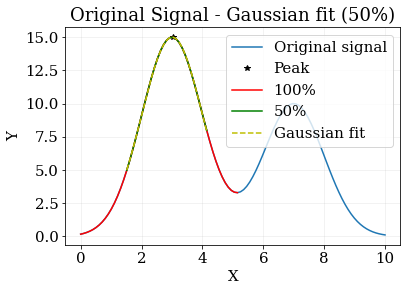 Original Signal - Gaussian fit (50%)
15.0
12.5
10.0
7.5
5.0
2.5
0.0
Y
Original signal
Peak
100%
50%
Gaussian fit
0 2 4 6 8 10
X